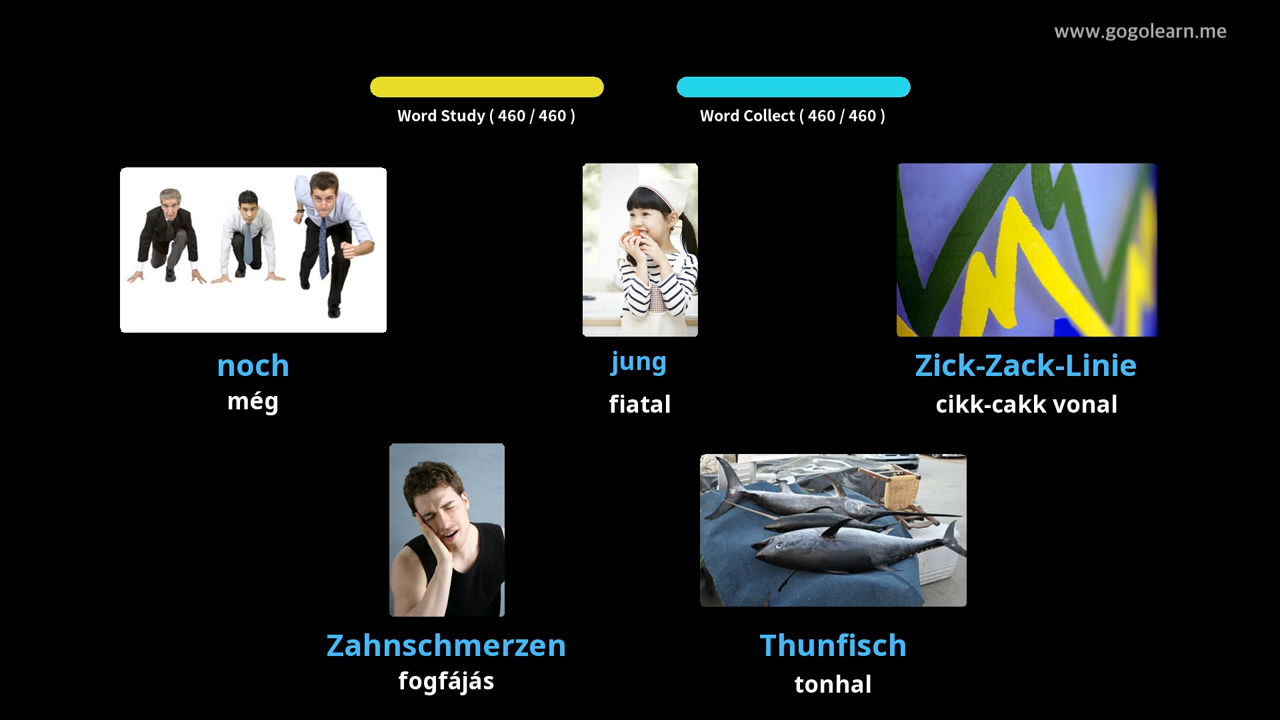 www.gogolearn.me
Word Study ( 460 / 460 )
Word Collect ( 460 / 460 )
noch
még
jung
fiatal
Zick-Zack-Linie
cikk-cakk vonal
Zahnschmerzen
fogfájás
Thunfisch
tonhal